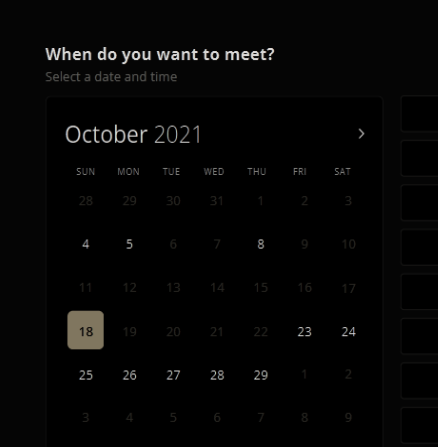 When do you want to meet?
Select a date and time
October 2021
SUN MON TUE WED THU FRI SAT
28 29 30 31 1 2 3
4 5 6 7 8 9 10
11 12 13 14 15 16 17
18 19 20 21 22 23 24
25 26 27 28 29 1 2
3 4 5 6 7 8 9